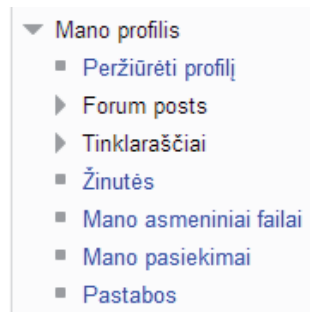 Mano profilis
Peržiūrėti profilį
Forum posts
Tinklaraščiai
Žinutės
Mano asmeniniai failai
Mano pasiekimai
Pastabos